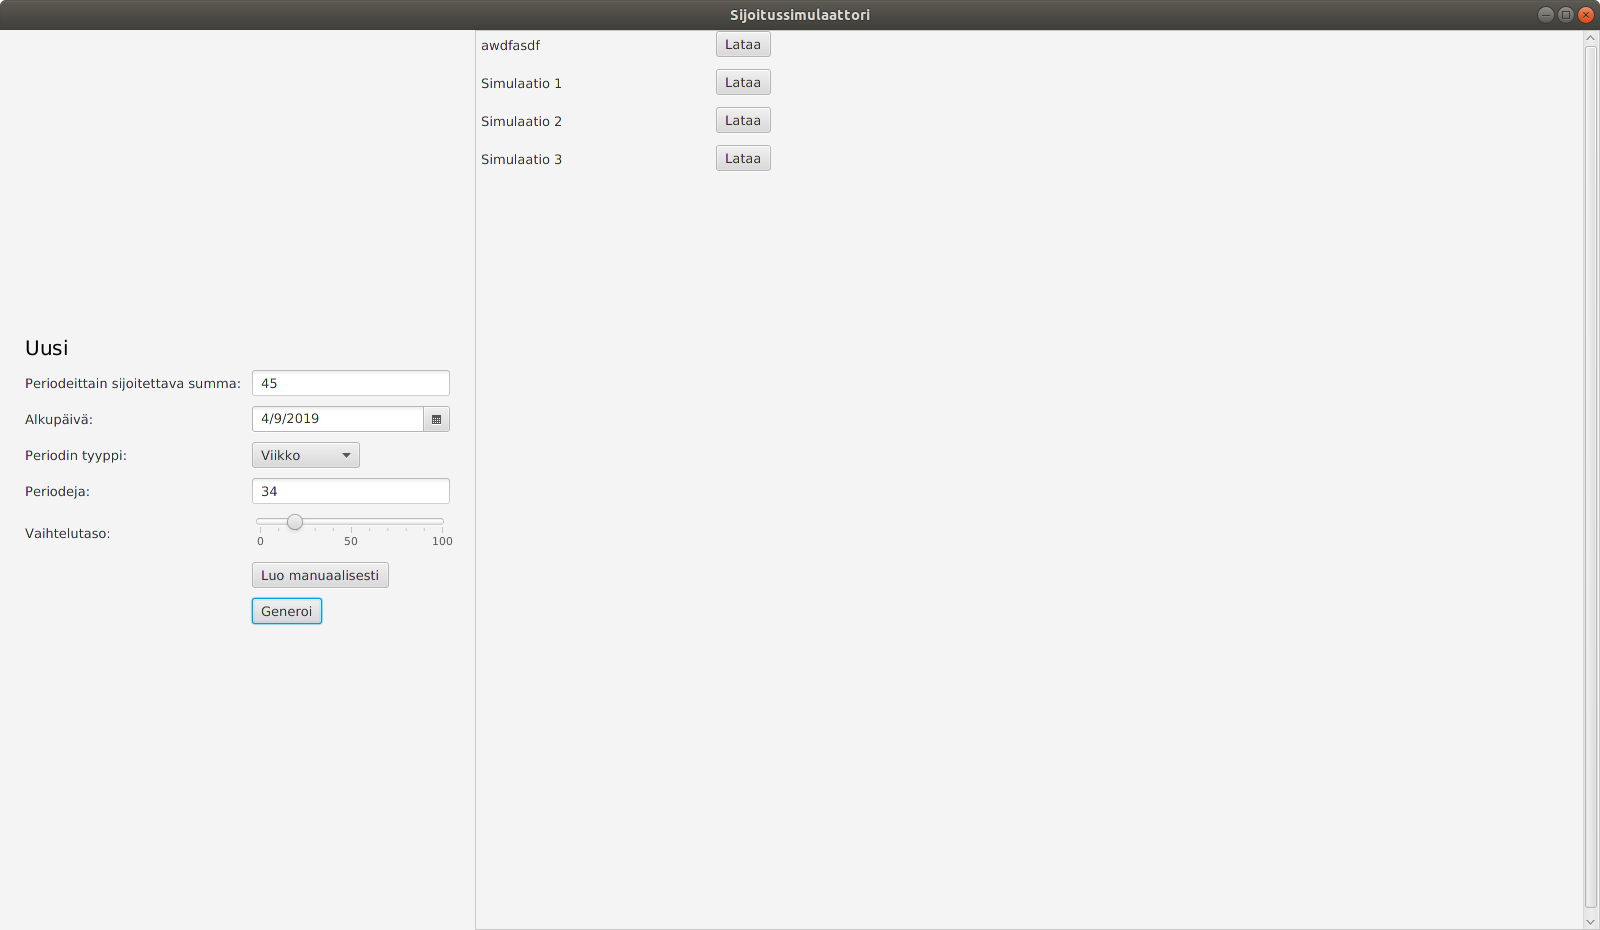 Sijoitussimulaattori
Uusi
Periodeittain sijoitettava summa: 45
Alkupäivä: 4/9/2019
Periodin tyyppi: Viikko
Periodeja: 34
Vaihtelutaso:
0 50 100
Luo manuaalisesti
Generoi
awdfasdf Lataa
Simulaatio 1 Lataa
Simulaatio 2 Lataa
Simulaatio 3 Lataa